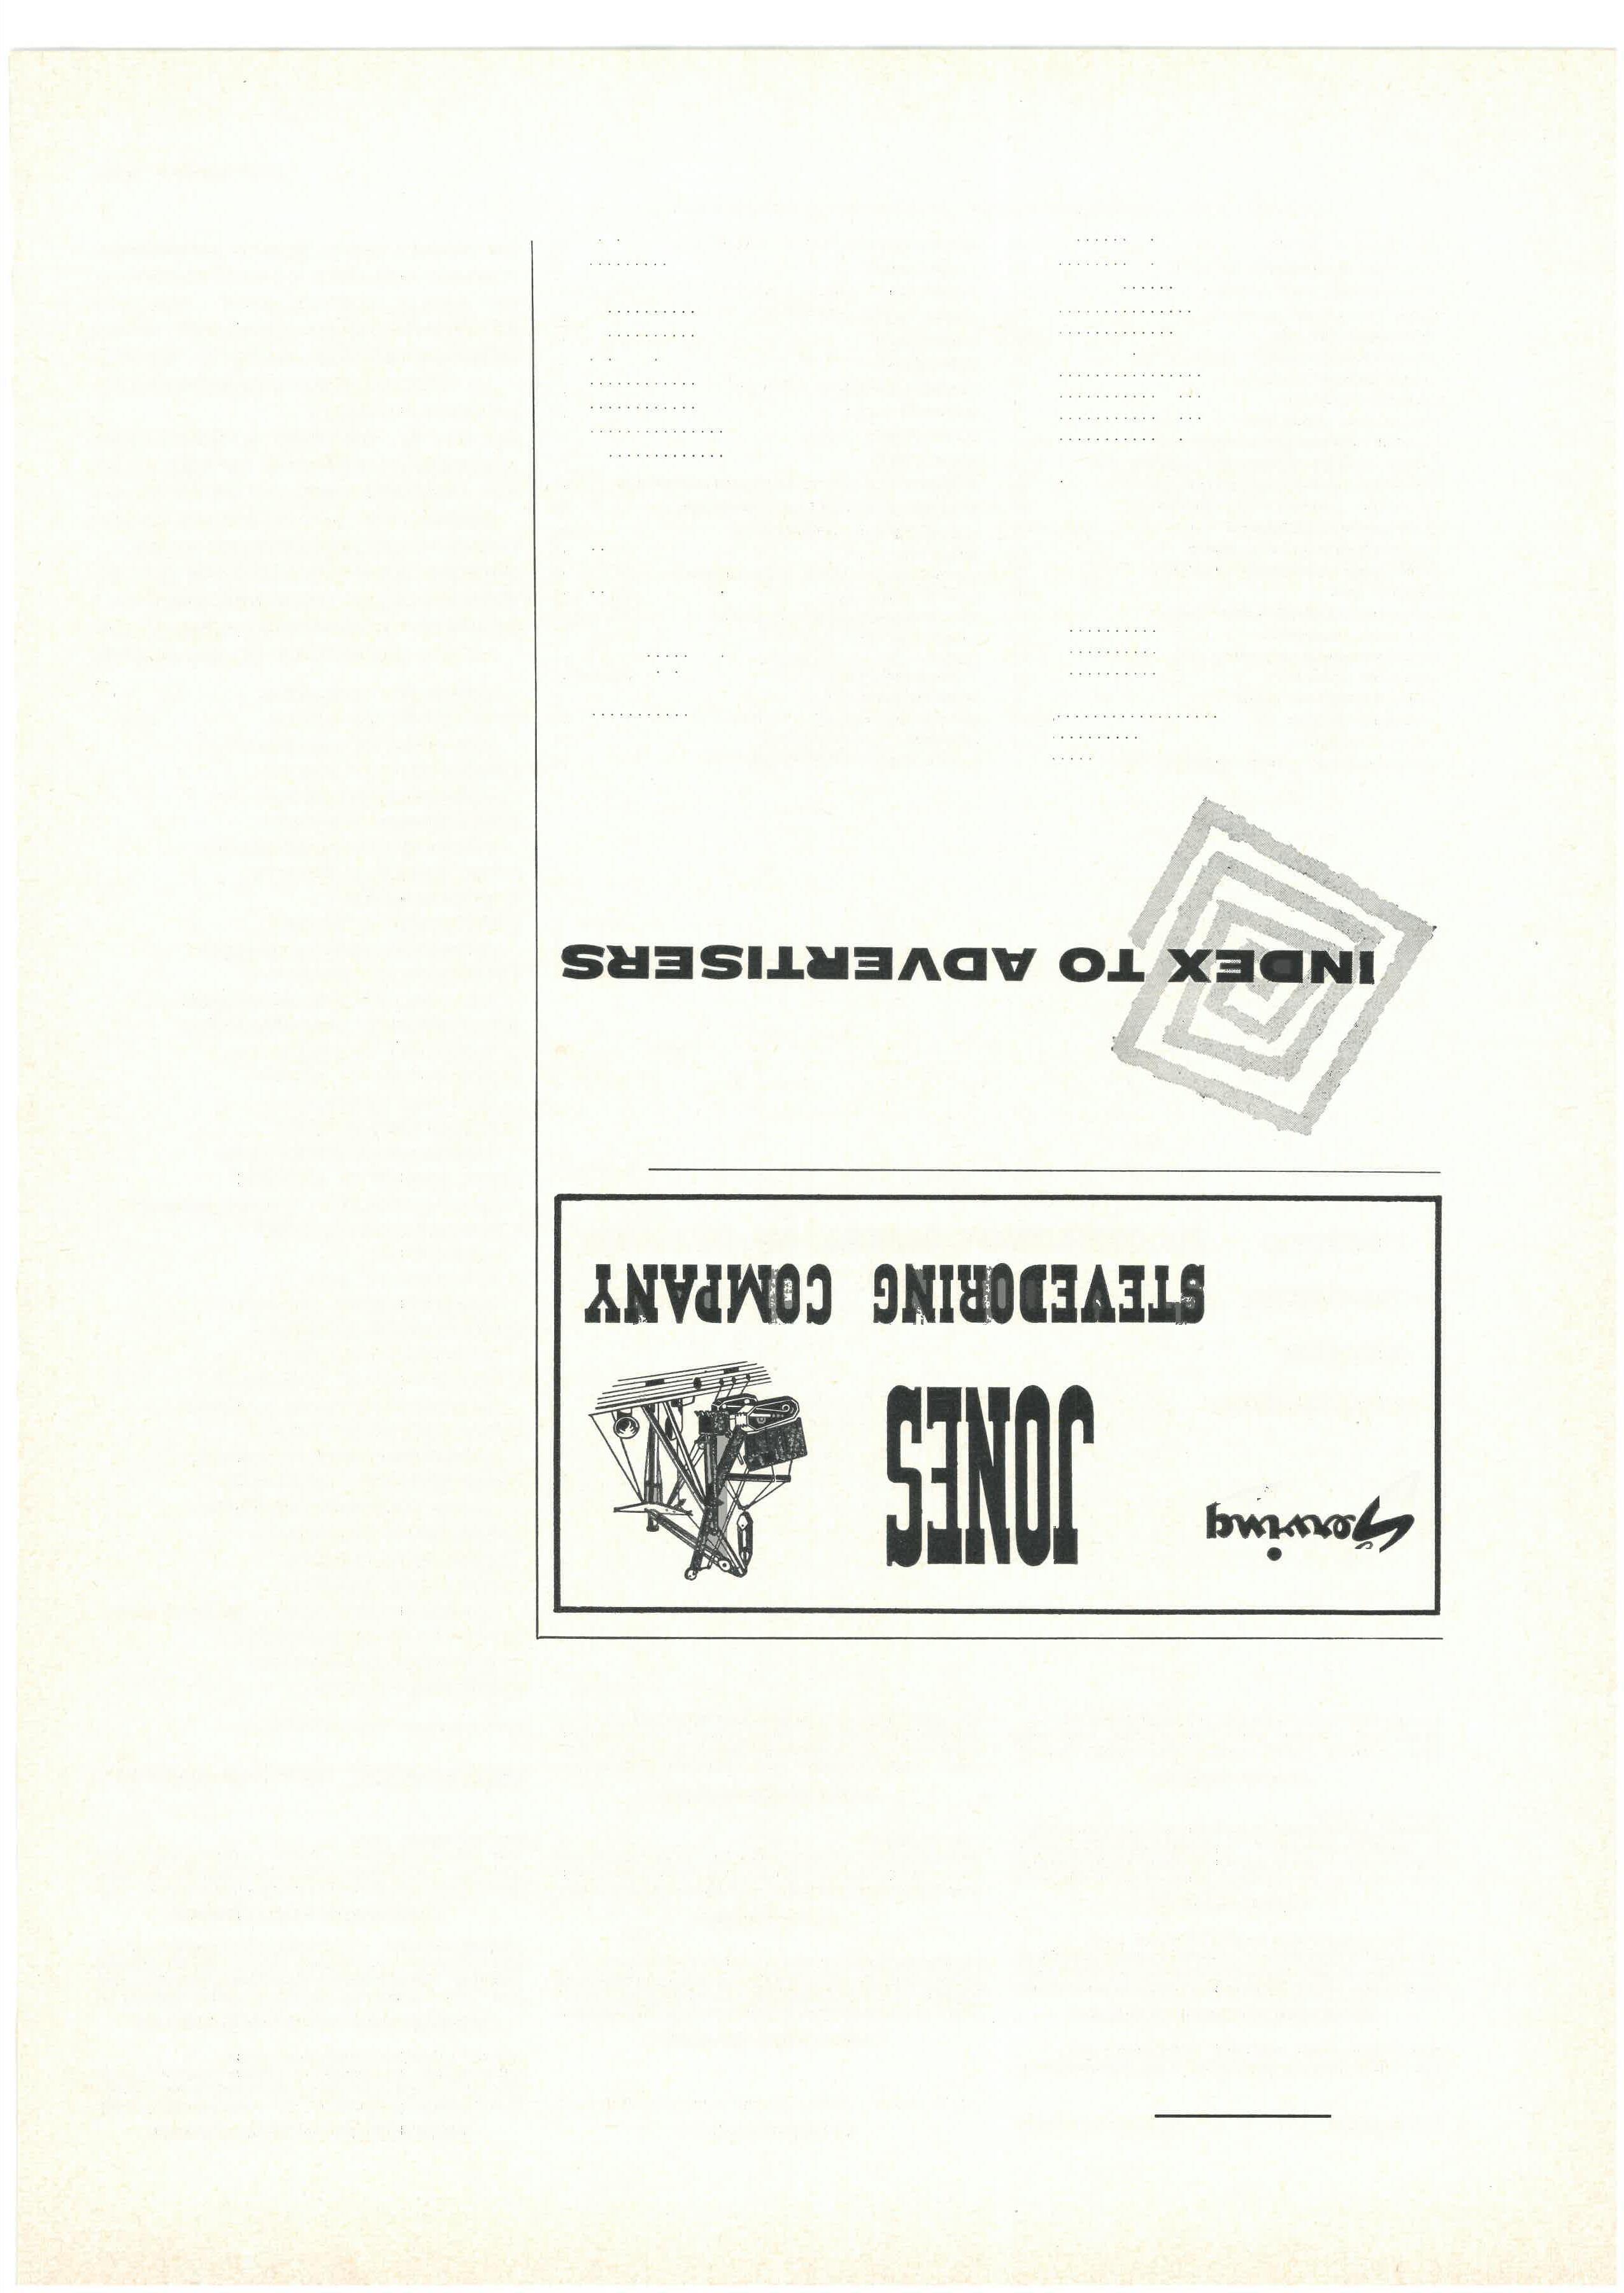 Serving
JONES
STEVEDORING COMPANY
INDEX TO ADVERTISERS